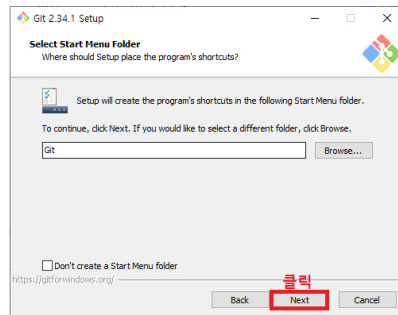 Git 2.34.1 Setup
Select Start Menu Folder
Where should Setup place the program's shortcuts?
Setup will create the program's shortcuts in the following Start Menu folder.
To continue, click Next. If you would like to select a different folder, click Browse.
Git
Browse...
Don't create a Start Menu folder
클릭
https://gitforwindows.org/
Back
Next
Cancel